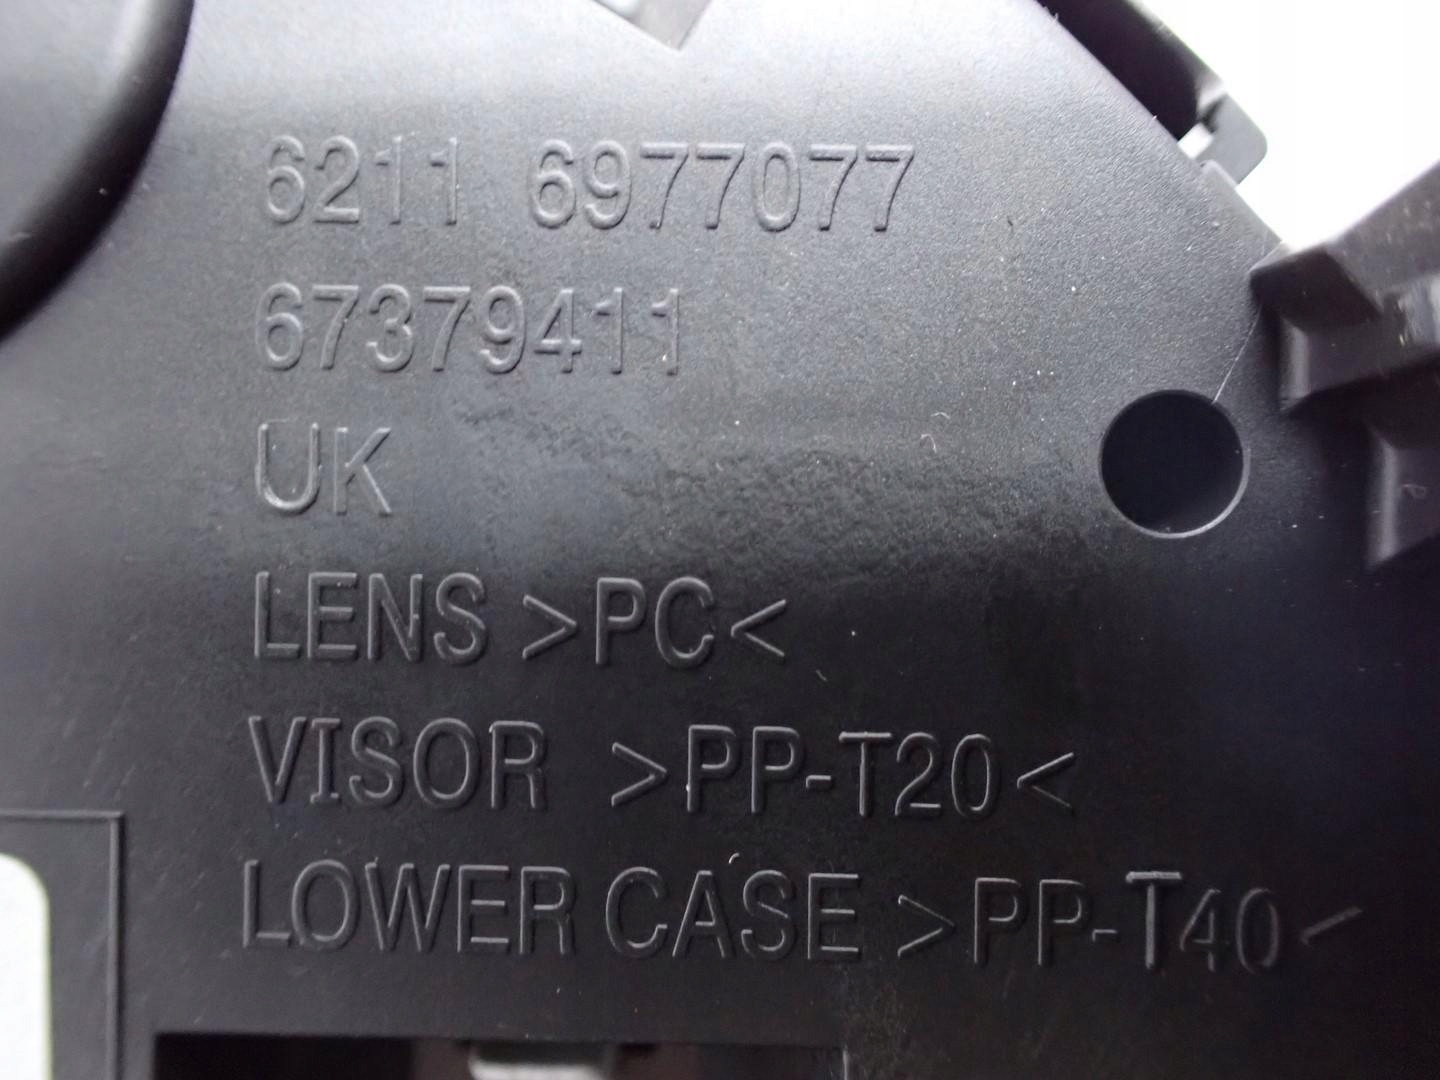 6211 6977077
67379411
UK
LENS >PC<
VISOR >PP-T20<
LOWER CASE >PP-T40<